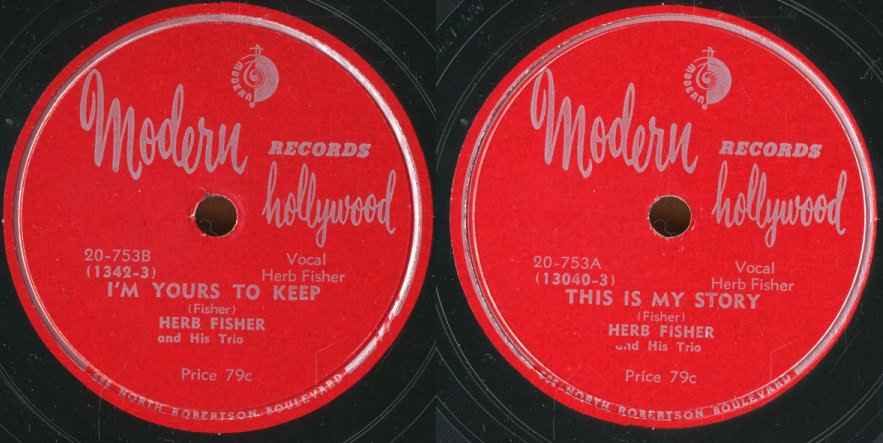 MODERN
Modern RECORDS
hollywood
20-753B
(1342-3)
Vocal
Herb Fisher
I'M YOURS TO KEEP
(Fisher)
HERB FISHER
and His Trio
Price 79c
NORTH ROBERTSON BOULEVARD
MODERN
Modern RECORDS
hollywood
20-753A
(13040-3)
Vocal
Herb Fisher
THIS IS MY STORY
(Fisher)
HERB FISHER
and His Trio
Price 79c
NORTH ROBERTSON BOULEVARD